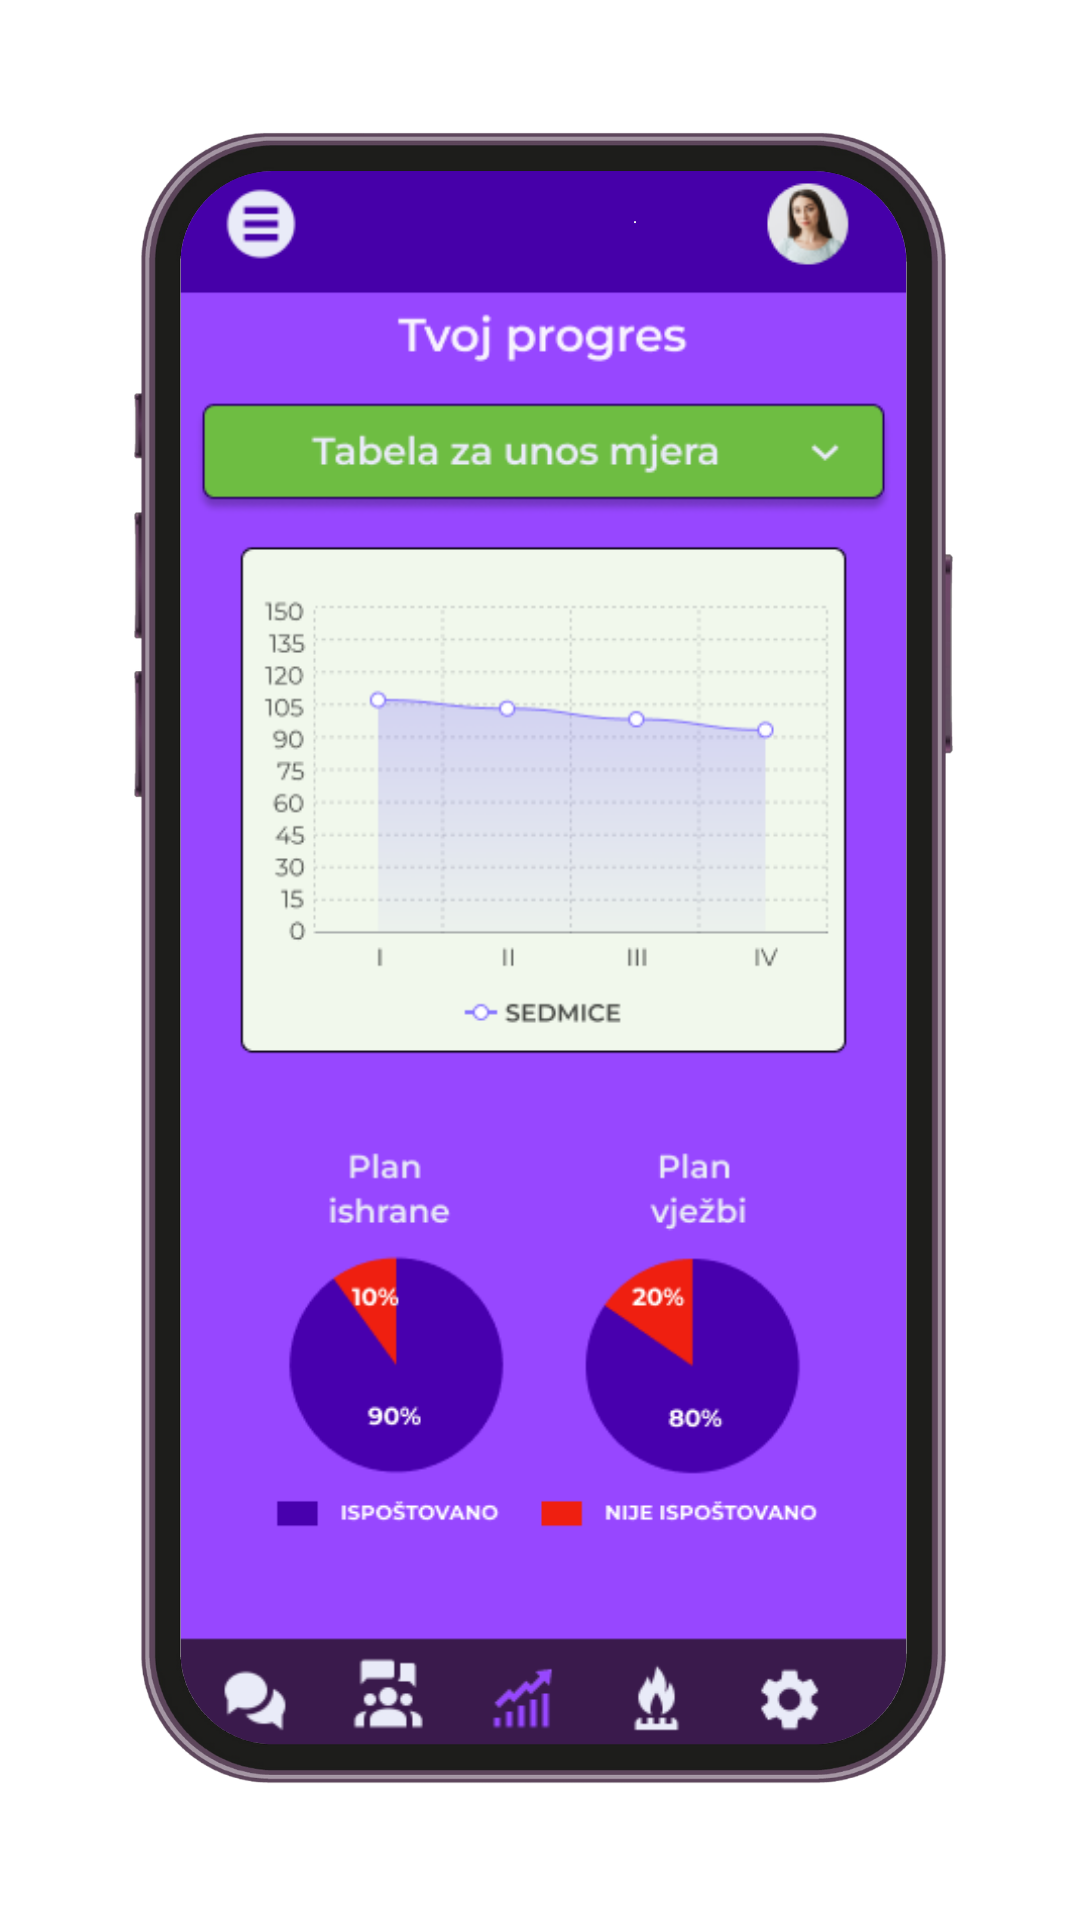 Tvoj progres
Tabela za unos mjera
150
135
120
105
90
75
60
45
30
15
0
I II III IV
SEDMICE
Plan
ishrane
Plan
vježbi
10%
90%
20%
80%
ISPOŠTOVANO NIJE ISPOŠTOVANO